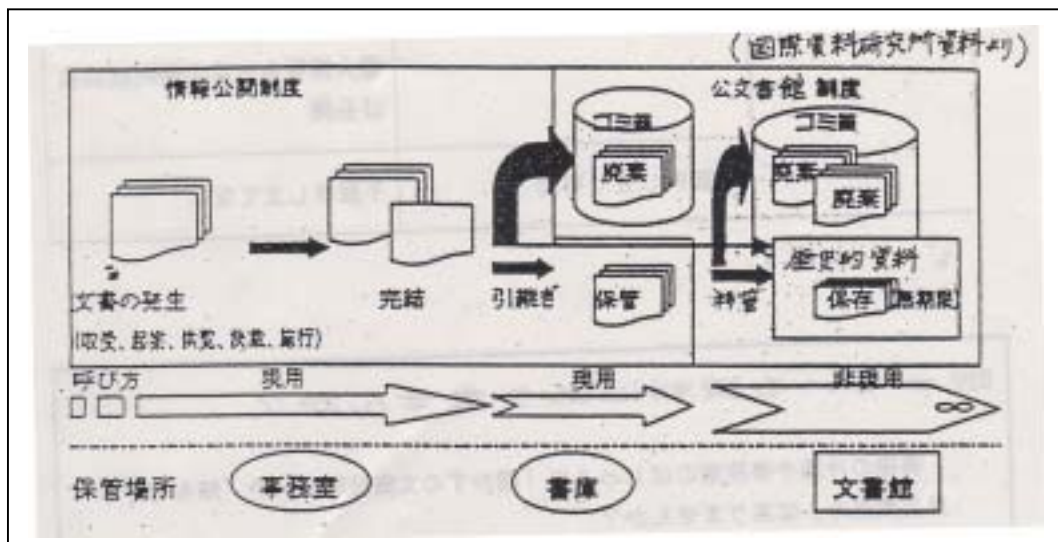 (国際資料研究所資料より)
情報公開制度
公文書館 制度
ゴミ箱
ゴミ箱
廃棄
廃棄
廃棄
歴史的資料
文書の発生
完結
引継ぎ
保管
移管
保存
(無期限)
(収受、起案、供覧、決裁、施行)
呼び方
現用
現用
非現用
∞
保管場所
事務室
書庫
文書館